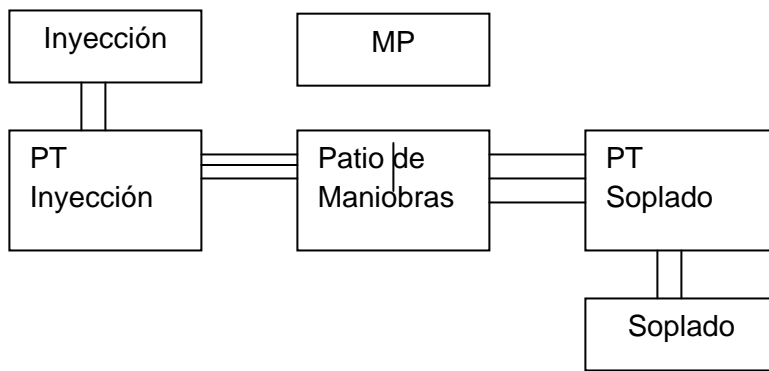 Inyección
MP
PT
Inyección
Patio de
Maniobras
PT
Soplado
Soplado